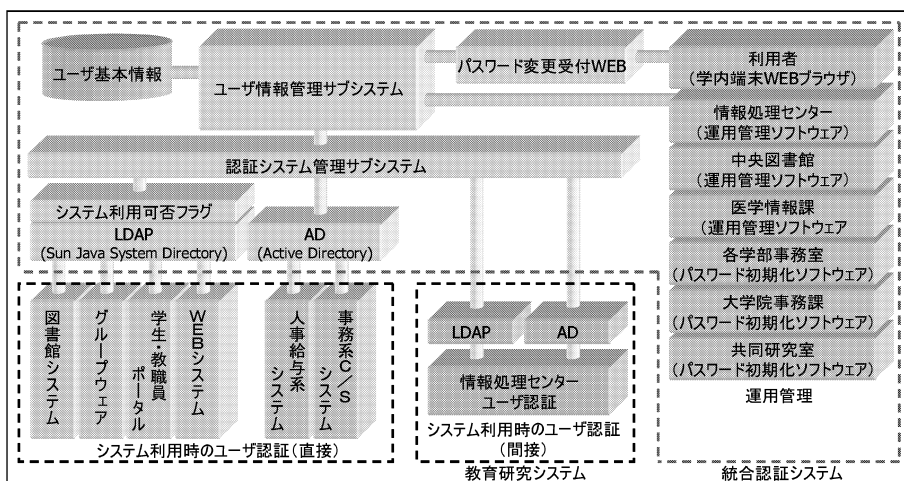 ユーザ基本情報
ユーザ情報管理サブシステム
パスワード変更受付WEB
利用者
(学内端末WEBブラウザ)
情報処理センター
(運用管理ソフトウェア)
中央図書館
(運用管理ソフトウェア)
医学情報課
(運用管理ソフトウェア
各学部事務室
(パスワード初期化ソフトウェア)
大学院事務課
(パスワード初期化ソフトウェア)
共同研究室
(パスワード初期化ソフトウェア)
運用管理
認証システム管理サブシステム
システム利用可否フラグ
LDAP
(Sun Java System Directory)
AD
(Active Directory)
図書館システム
グループウェア
学生・教職員
ポータル
WEBシステム
人事給与系
システム
事務系C/S
システム
システム利用時のユーザ認証(直接)
LDAP
AD
情報処理センター
ユーザ認証
システム利用時のユーザ認証
(間接)
教育研究システム
統合認証システム